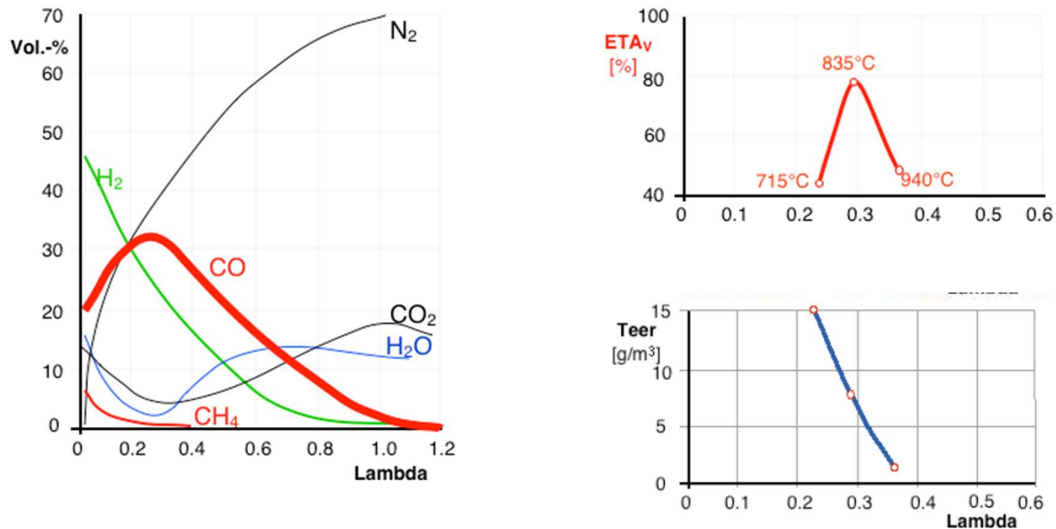 70
Vol.-%
60
50
40
30
20
10
0
N₂
H₂
CO
CO₂
H₂O
CH₄
0 0.2 0.4 0.6 0.8 1.0 1.2
Lambda
100
ETAᵥ
[%]
80
60
40
835°C
715°C
940°C
0 0.1 0.2 0.3 0.4 0.5 0.6
15
Teer
[g/m³]
10
5
0
0 0.1 0.2 0.3 0.4 0.5 0.6
Lambda